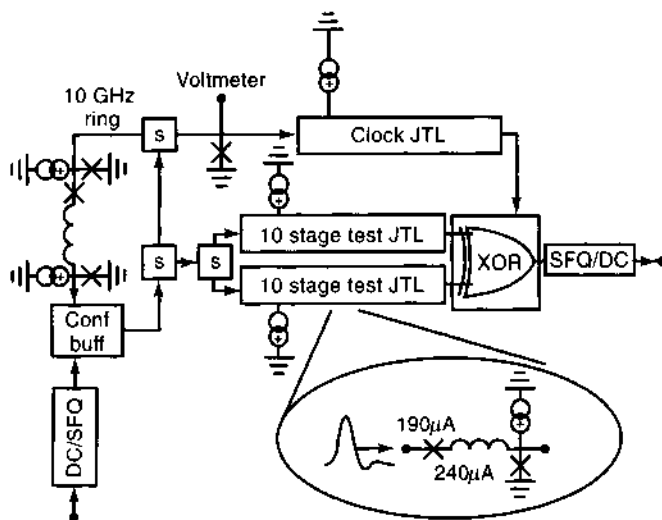 Voltmeter
10 GHz
ring
s
Clock JTL
10 stage test JTL
s
s
XOR
SFQ/DC
10 stage test JTL
Conf
buff
DC/SFQ
190μA
240μA